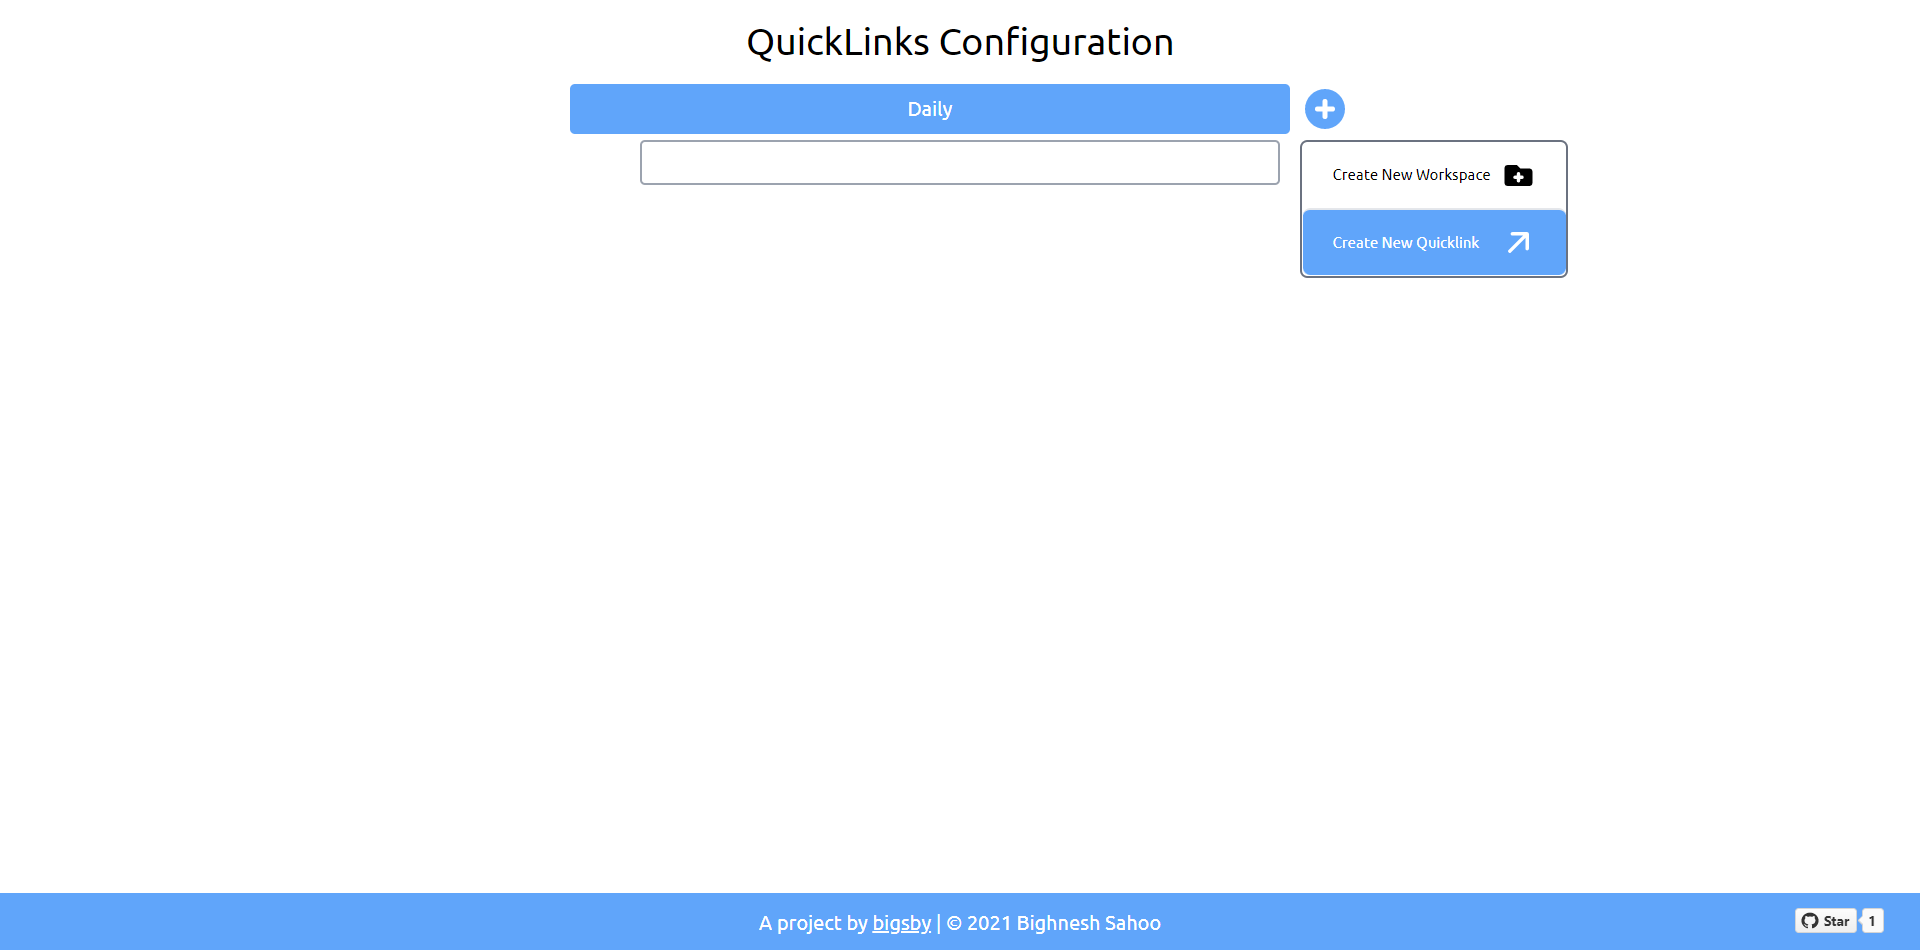 QuickLinks Configuration
Daily
Create New Workspace
Create New Quicklink
A project by bigsby | © 2021 Bighnesh Sahoo
Star 1